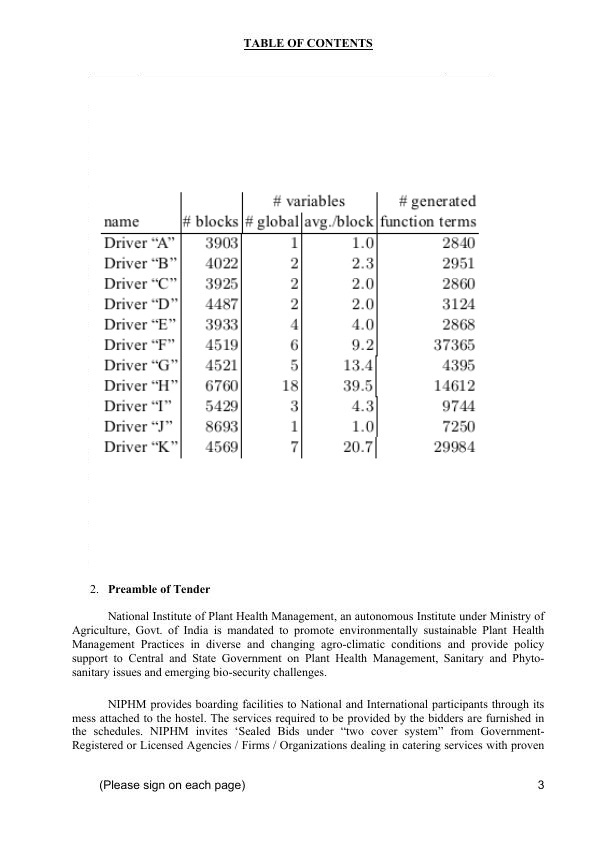 TABLE OF CONTENTS
# variables # generated
name # blocks # global avg./block function terms
Driver “A” 3903 1 1.0 2840
Driver “B” 4022 2 2.3 2951
Driver “C” 3925 2 2.0 2860
Driver “D” 4487 2 2.0 3124
Driver “E” 3933 4 4.0 2868
Driver “F” 4519 6 9.2 37365
Driver “G” 4521 5 13.4 4395
Driver “H” 6760 18 39.5 14612
Driver “I” 5429 3 4.3 9744
Driver “J” 8693 1 1.0 7250
Driver “K” 4569 7 20.7 29984
2. Preamble of Tender
National Institute of Plant Health Management, an autonomous Institute under Ministry of
Agriculture, Govt. of India is mandated to promote environmentally sustainable Plant Health
Management Practices in diverse and changing agro-climatic conditions and provide policy
support to Central and State Government on Plant Health Management, Sanitary and Phyto-
sanitary issues and emerging bio-security challenges.
NIPHM provides boarding facilities to National and International participants through its
mess attached to the hostel. The services required to be provided by the bidders are furnished in
the schedules. NIPHM invites ‘Sealed Bids under “two cover system” from Government-
Registered or Licensed Agencies / Firms / Organizations dealing in catering services with proven
(Please sign on each page) 3